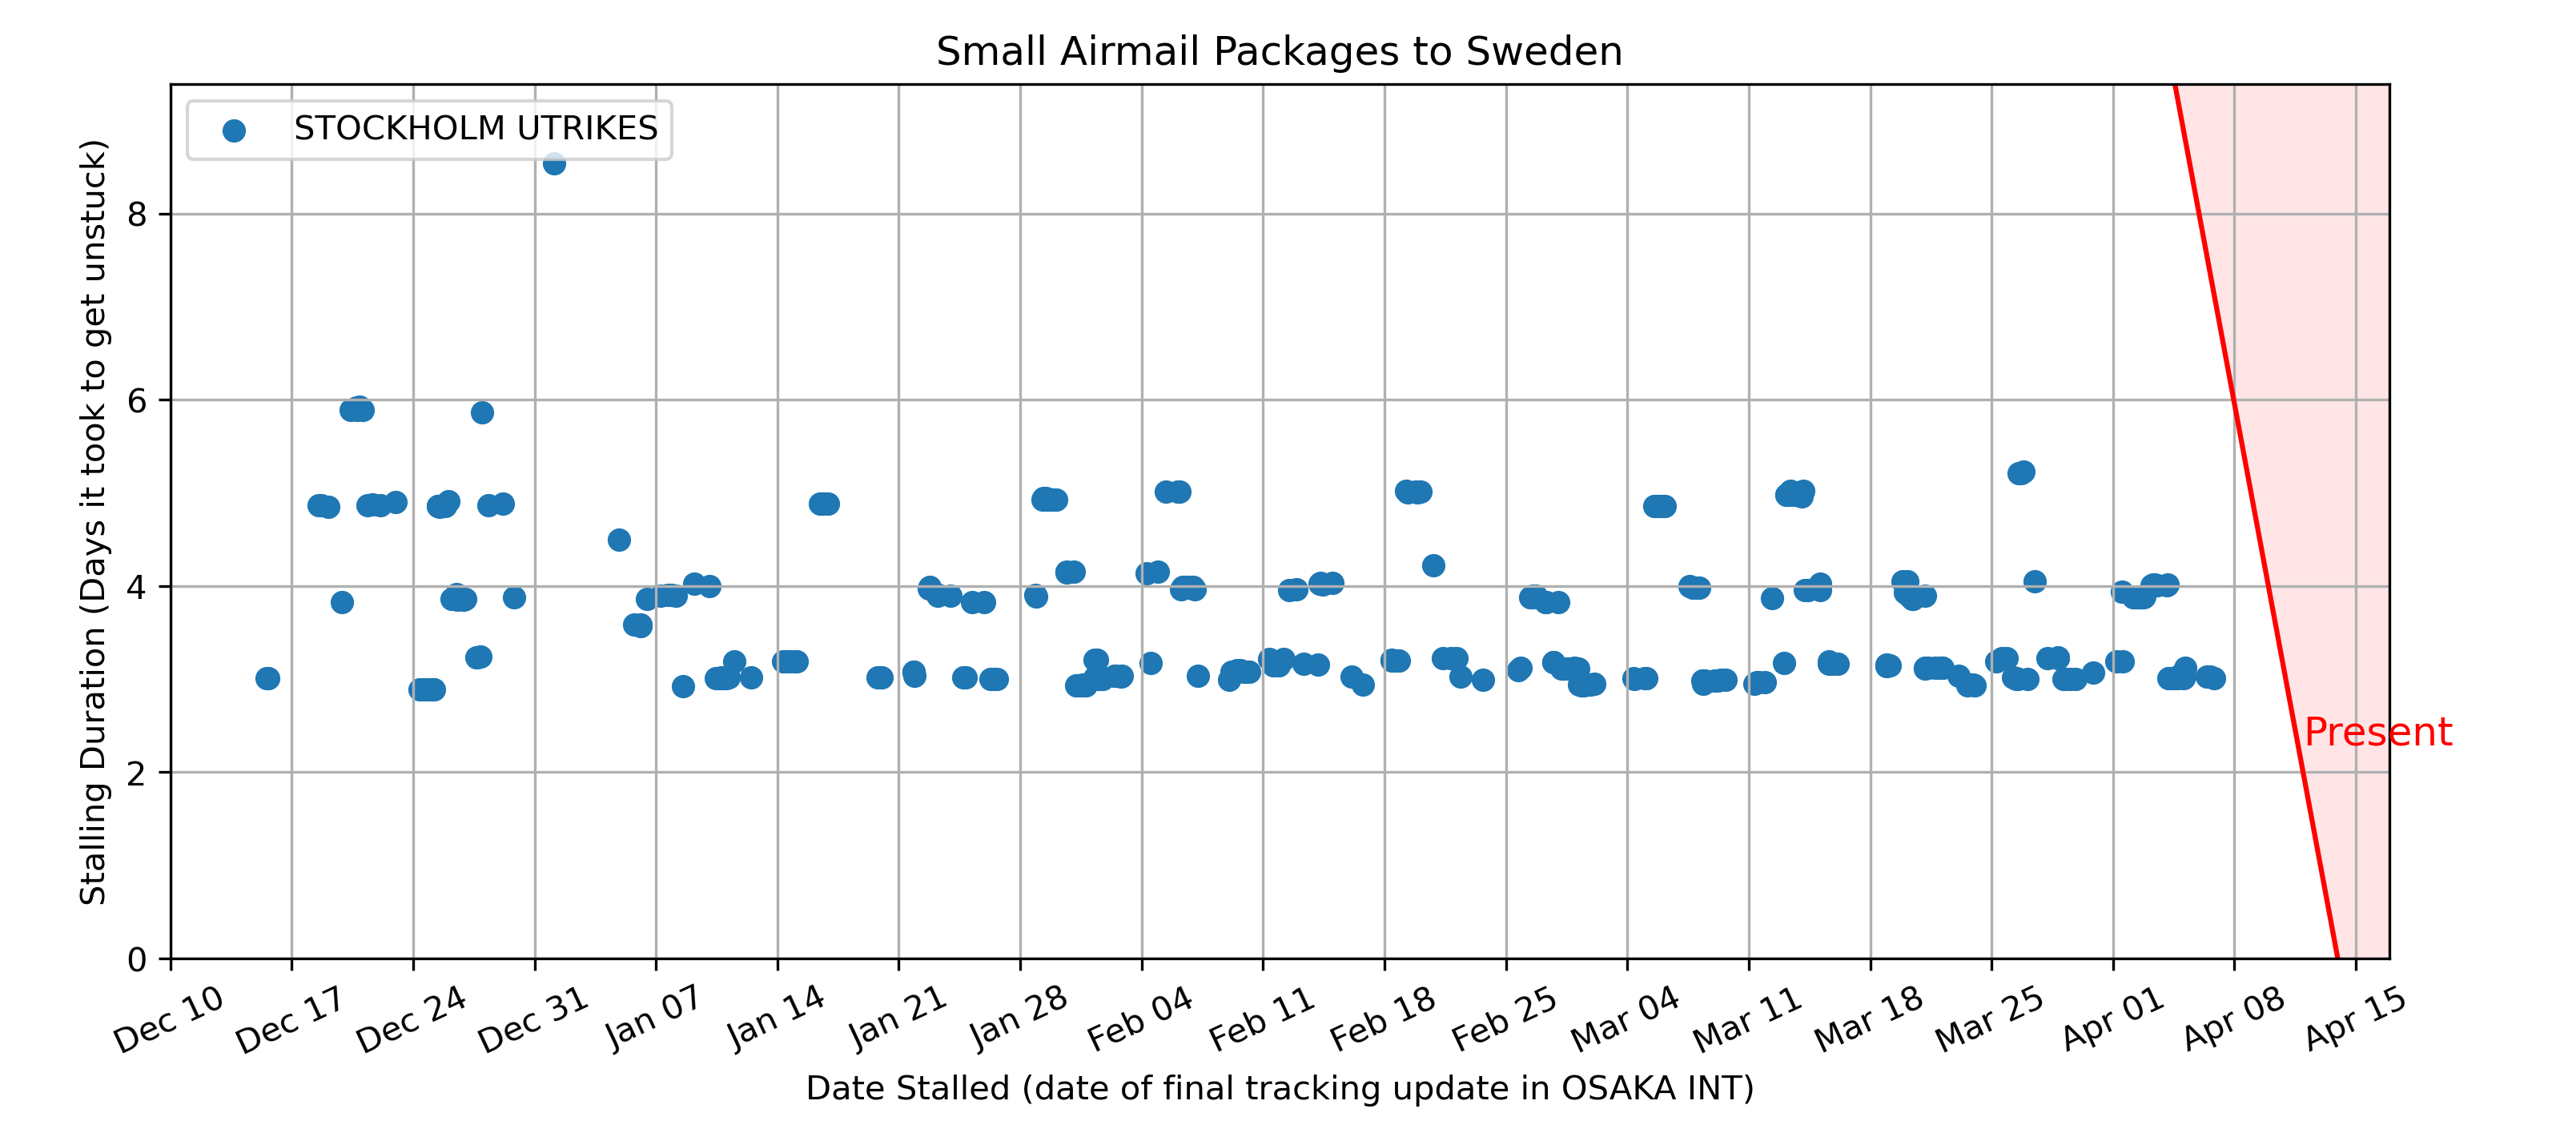 Small Airmail Packages to Sweden
STOCKHOLM UTRIKES
Stalling Duration (Days it took to get unstuck)
8
6
4
2
0
Present
Dec 10 Dec 17 Dec 24 Dec 31 Jan 07 Jan 14 Jan 21 Jan 28 Feb 04 Feb 11 Feb 18 Feb 25 Mar 04 Mar 11 Mar 18 Mar 25 Apr 01 Apr 08 Apr 15
Date Stalled (date of final tracking update in OSAKA INT)